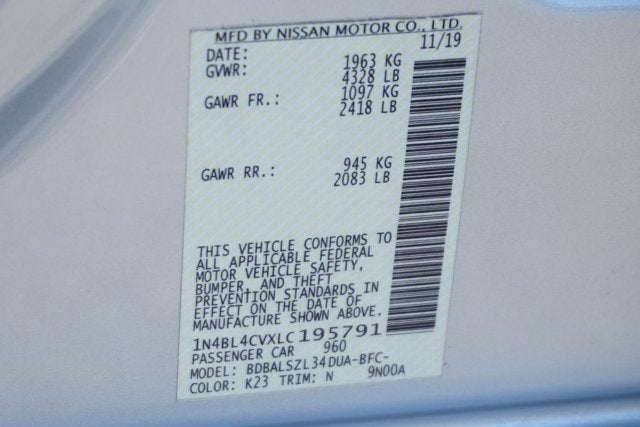 MFD BY NISSAN MOTOR CO., LTD.
DATE: 11/19
GVWR: 1963 KG
4328 LB
GAWR FR.: 1097 KG
2418 LB
GAWR RR.: 945 KG
2083 LB
THIS VEHICLE CONFORMS TO
ALL APPLICABLE FEDERAL
MOTOR VEHICLE SAFETY,
BUMPER, AND THEFT
PREVENTION STANDARDS IN
EFFECT ON THE DATE OF
MANUFACTURE SHOWN ABOVE.
1N4BL4CVXLC195791
PASSENGER CAR 960
MODEL: BDBALSZL34DUA-BFC-
COLOR: K23 TRIM: N 9N00A